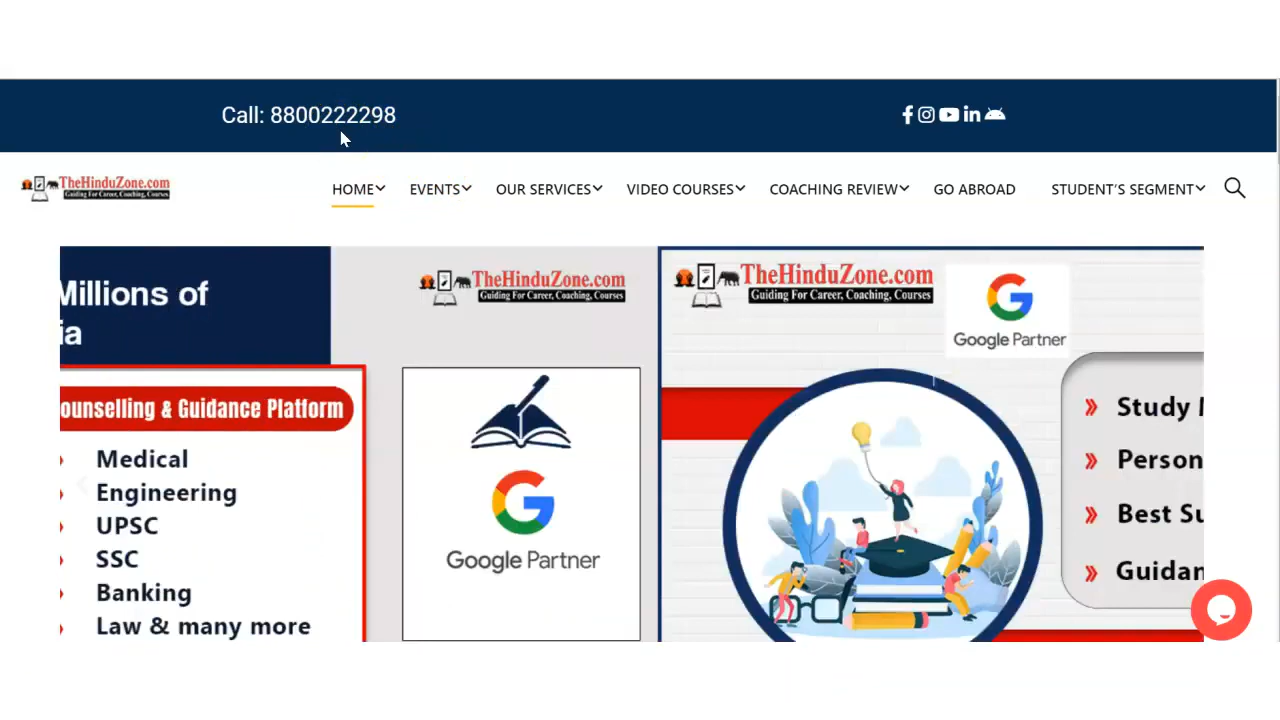 Call: 8800222298
TheHinduZone.com
Guiding For Career, Coaching, Courses
HOME
EVENTS
OUR SERVICES
VIDEO COURSES
COACHING REVIEW
GO ABROAD
STUDENT'S SEGMENT
Millions of
ia
ounselling & Guidance Platform
Medical
Engineering
UPSC
SSC
Banking
Law & many more
TheHinduZone.com
Guiding For Career, Coaching, Courses
Google Partner
TheHinduZone.com
Guiding For Career, Coaching, Courses
Google Partner
Study
Person
Best Su
Guidan